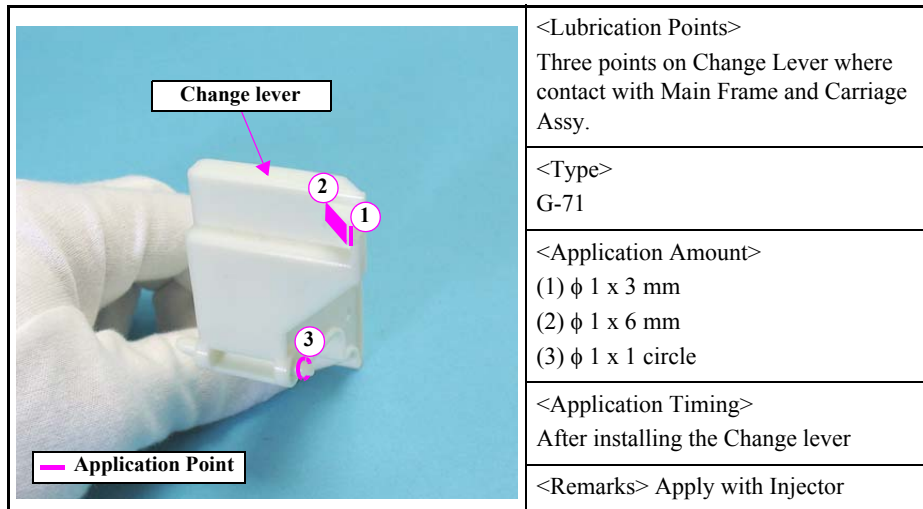 Change lever
2
1
3
Application Point
<Lubrication Points>
Three points on Change Lever where
contact with Main Frame and Carriage
Assy.
<Type>
G-71
<Application Amount>
(1) ϕ 1 x 3 mm
(2) ϕ 1 x 6 mm
(3) ϕ 1 x 1 circle
<Application Timing>
After installing the Change lever
<Remarks> Apply with Injector